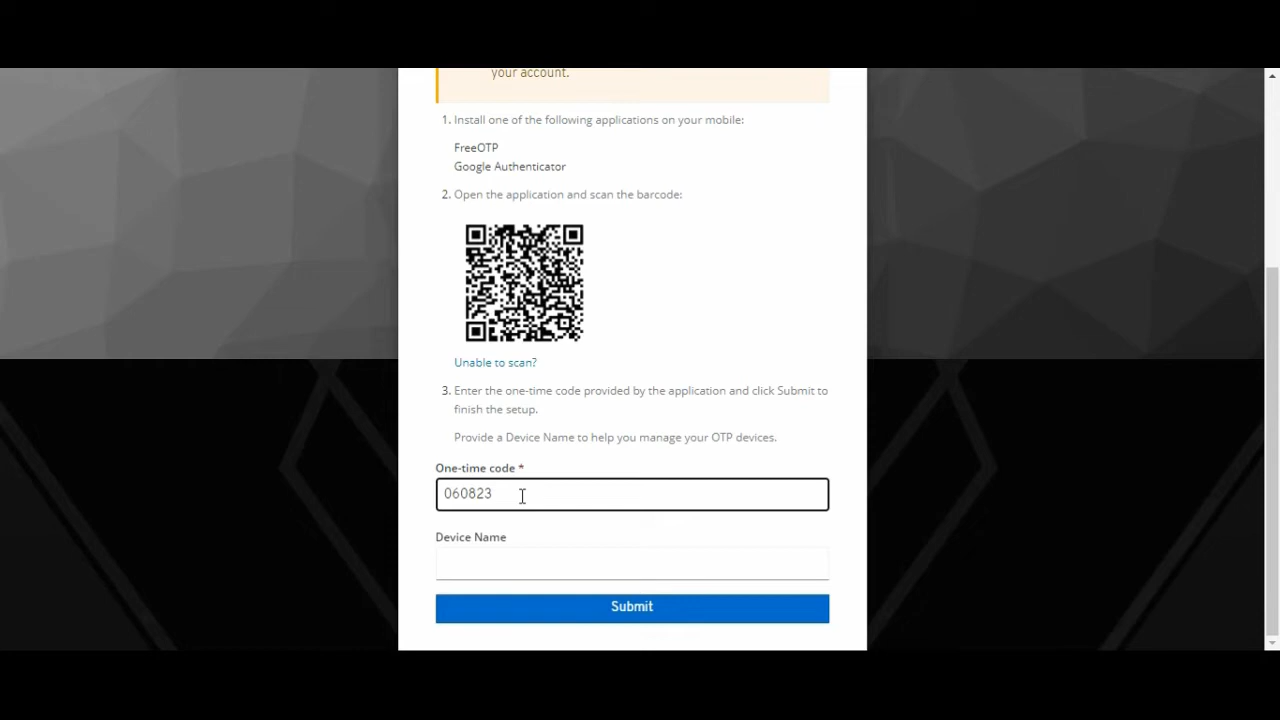 your account.
1. Install one of the following applications on your mobile:
FreeOTP
Google Authenticator
2. Open the application and scan the barcode:
Unable to scan?
3. Enter the one-time code provided by the application and click Submit to
finish the setup.
Provide a Device Name to help you manage your OTP devices.
One-time code *
060823
Device Name
Submit